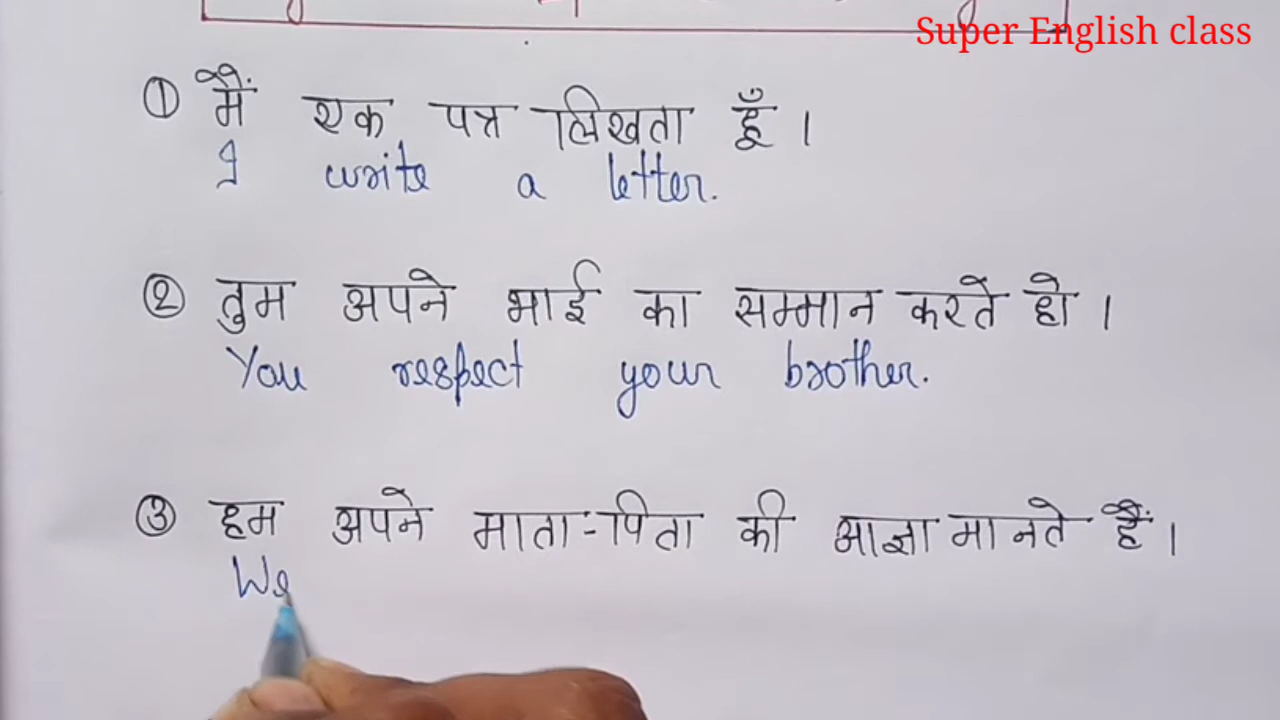 Super English class
① मैं एक पत्र लिखता हूँ ।
I write a letter.
② तुम अपने भाई का सम्मान करते हो ।
You respect your brother.
③ हम अपने माता-पिता की आज्ञा मानते हैं ।
We